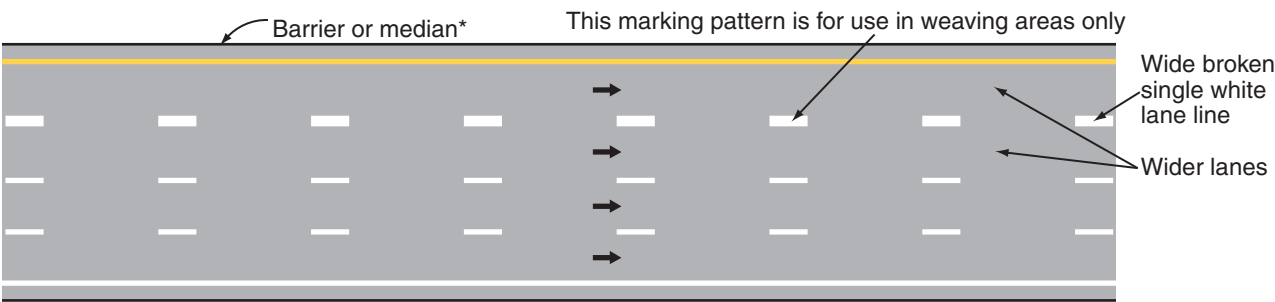 This marking pattern is for use in weaving areas only
Barrier or median*
Wide broken
single white
lane line
Wider lanes